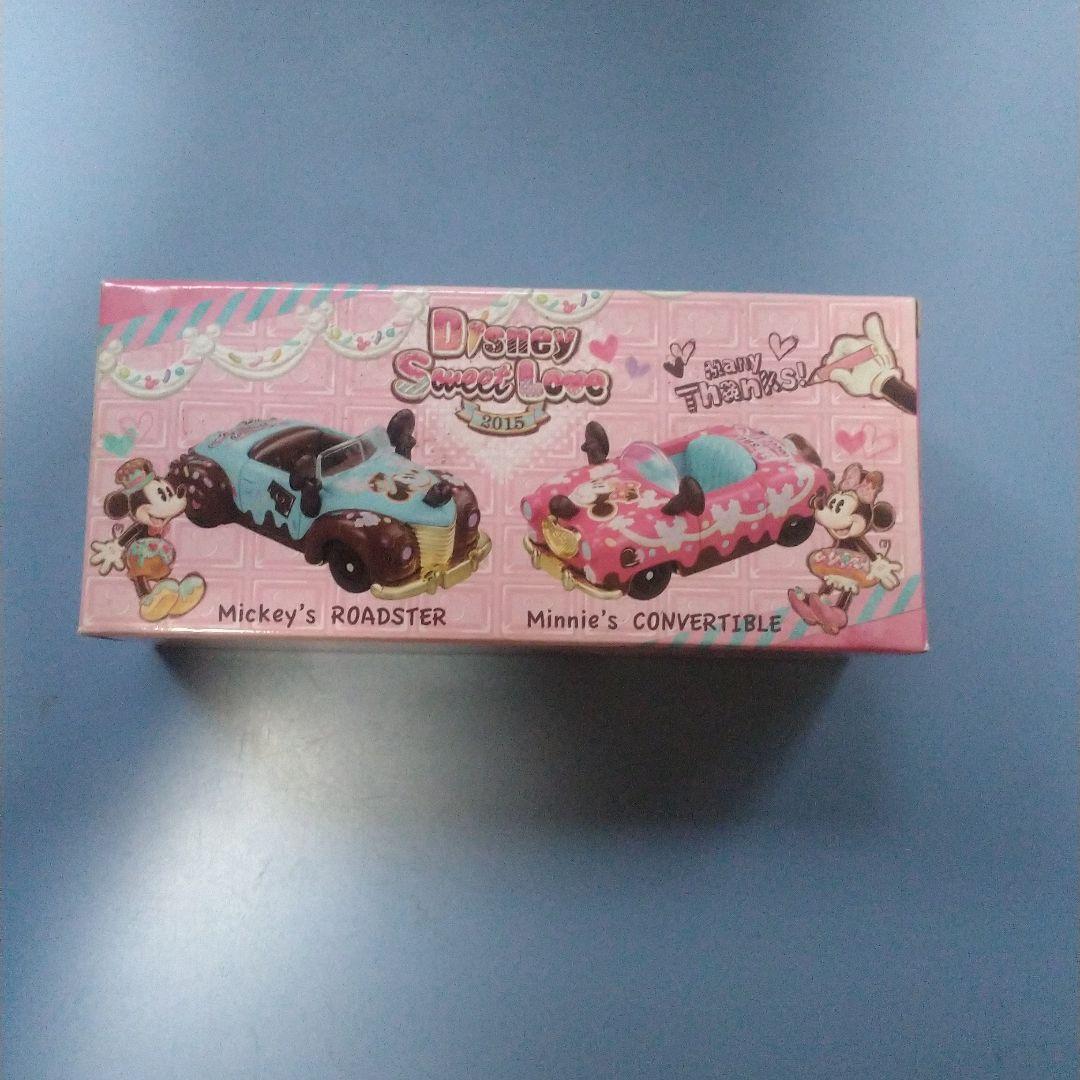 Disney
Sweet Love
2015
Many
Thanks!
Mickey's ROADSTER
Minnie's CONVERTIBLE